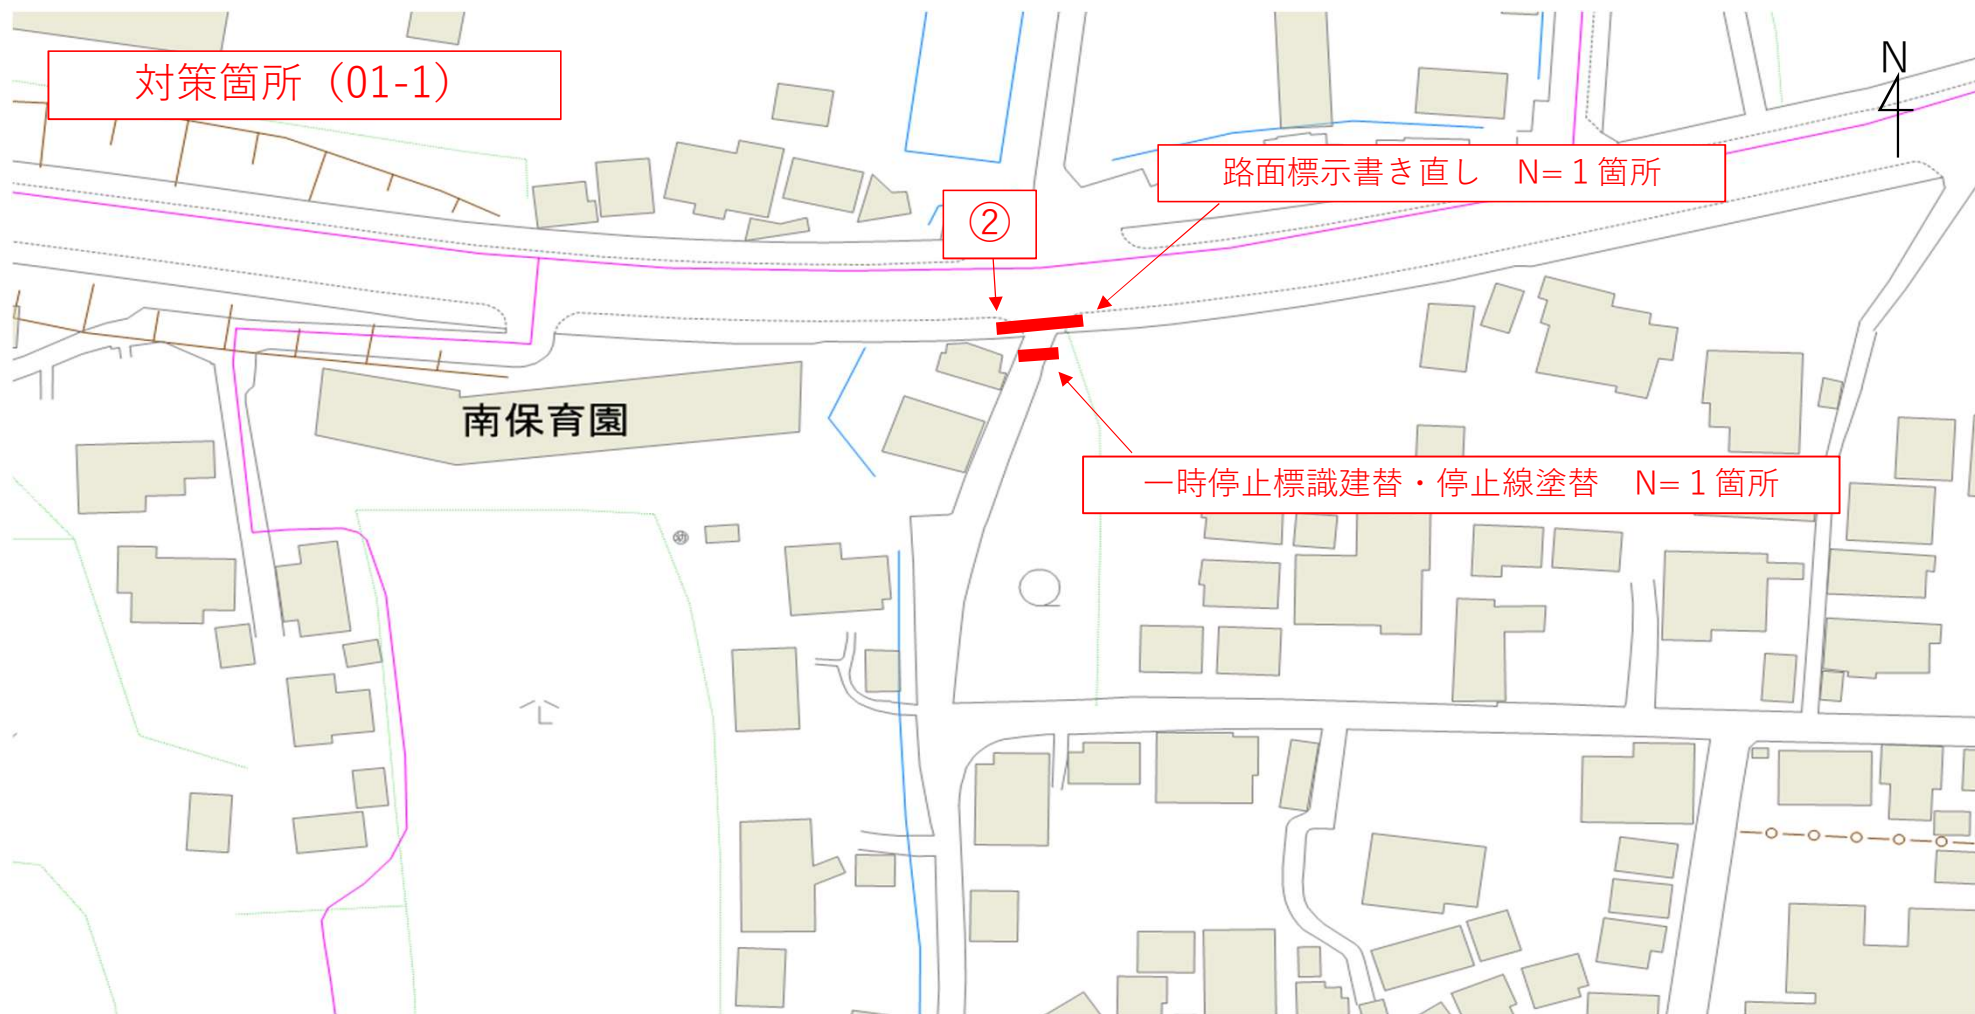 対策箇所（01-1）
N
路面標示書き直し　N=１箇所
②
南保育園
一時停止標識建替・停止線塗替　N=１箇所
幼